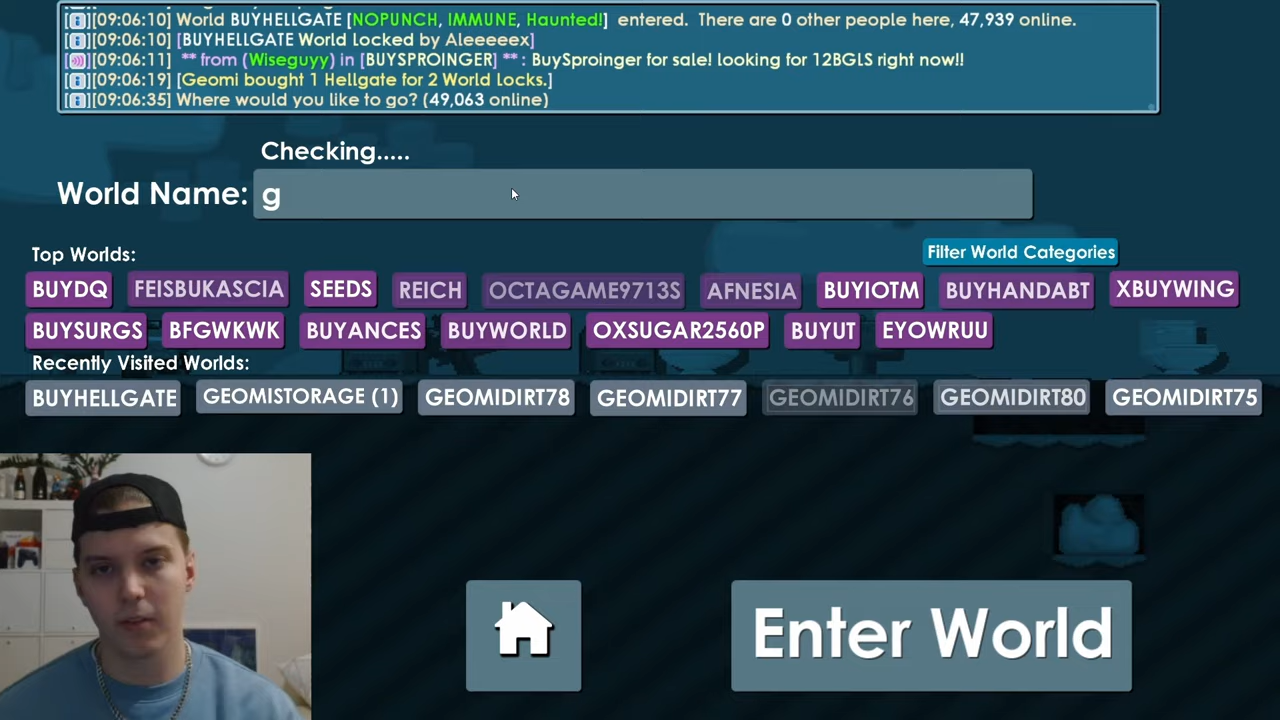 [09:06:10] World BUYHELLGATE [NOPUNCH, IMMUNE, Haunted!] entered. There are 0 other people here, 47,939 online.
[09:06:10] [BUYHELLGATE World Locked by Aleeeeex]
[09:06:11] ** from (Wiseguyy) in [BUYSPROINGER] ** : BuySproinger for sale! looking for 12BGLS right now!!
[09:06:19] [Geomi bought 1 Hellgate for 2 World Locks.]
[09:06:35] Where would you like to go? (49,063 online)
Checking.....
World Name: g
Top Worlds:
Filter World Categories
BUYDQ FEISBUKASCIA SEEDS REICH OCTAGAME9713S AFNESIA BUYIOTM BUYHANDABT XBUYWING
BUYSURGS BFGWKWK BUYANCES BUYWORLD OXSUGAR2560P BUYUT EYOWRUU
Recently Visited Worlds:
BUYHELLGATE GEOMISTORAGE (1) GEOMIDIRT78 GEOMIDIRT77 GEOMIDIRT76 GEOMIDIRT80 GEOMIDIRT75
Enter World